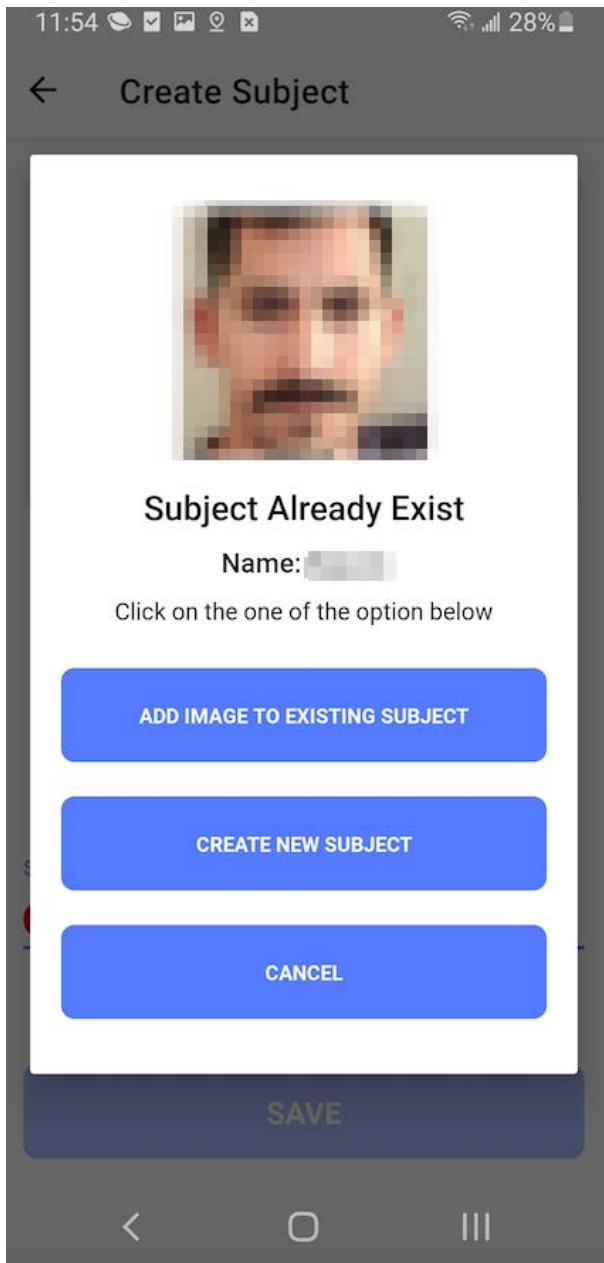 11:54 28%
Create Subject
Subject Already Exist
Name:
Click on the one of the option below
ADD IMAGE TO EXISTING SUBJECT
CREATE NEW SUBJECT
CANCEL
SAVE